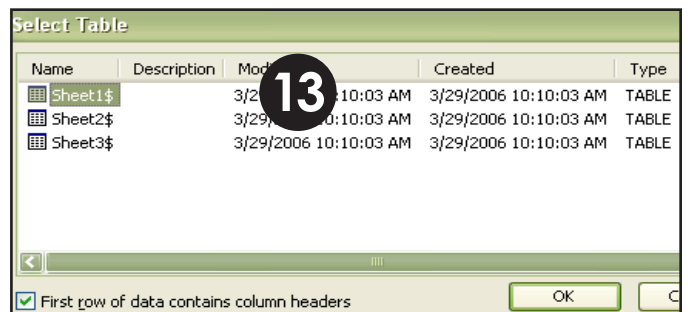 Select Table
Name Description Mod Created Type
13
Sheet1$ 3/2 :10:03 AM 3/29/2006 10:10:03 AM TABLE
Sheet2$ 3/29/ 0:10:03 AM 3/29/2006 10:10:03 AM TABLE
Sheet3$ 3/29/2006 10:10:03 AM 3/29/2006 10:10:03 AM TABLE
First row of data contains column headers OK C